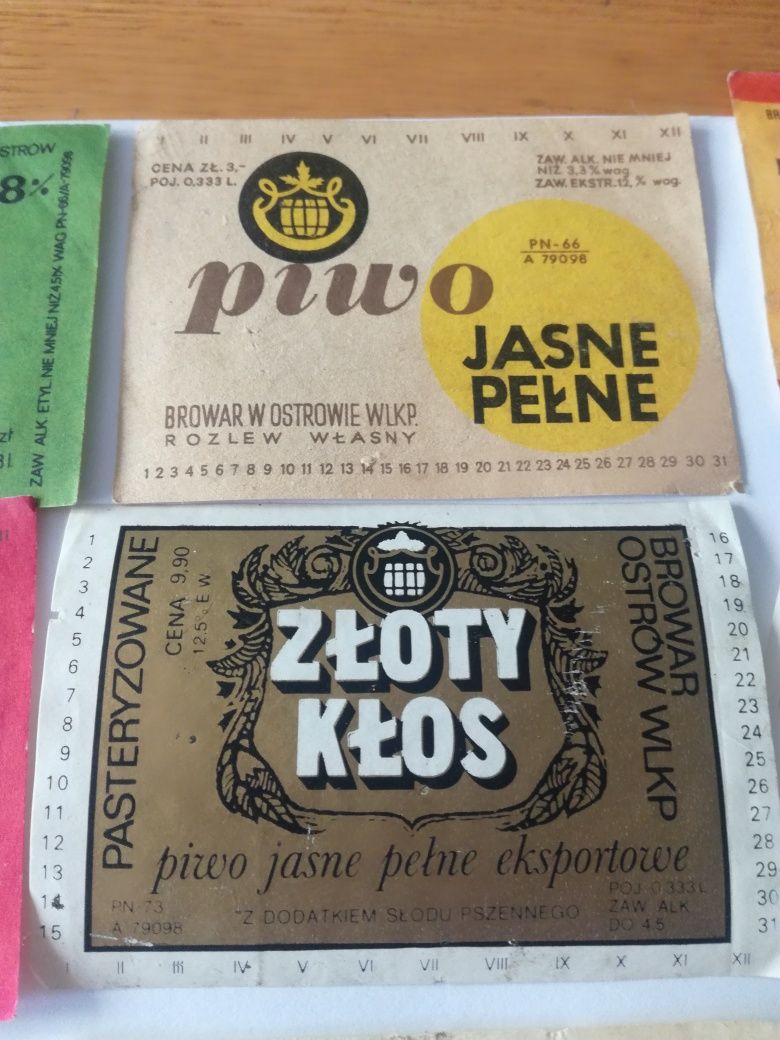 I II III IV V VI VII VIII IX X XI XII
CENA ZŁ. 3,-
POJ. 0,333 L.
ZAW. ALK. NIE MNIEJ
NIŻ 3,3% wag.
ZAW. EKSTR. 12,% wag.
PN-66
A 79098
piwo
JASNE
PEŁNE
BROWAR W OSTROWIE WLKP.
ROZLEW WŁASNY
1 2 3 4 5 6 7 8 9 10 11 12 13 14 15 16 17 18 19 20 21 22 23 24 25 26 27 28 29 30 31
8%
ZAW ALK ETYL NIE MNIEJ NIŻ 4,5% WAG PN-66/A-79098
1
2
3
4
5
6
7
8
9
10
11
12
13
14
15
PASTERYZOWANE
CENA 9,90
12,5° E W
ZŁOTY
KŁOS
BROWAR
OSTRÓW WLKP
piwo jasne pełne eksportowe
PN-73
A 79098
Z DODATKIEM SŁODU PSZENNEGO
POJ 0,333 L
ZAW ALK
DO 4.5
16
17
18
19
20
21
22
23
24
25
26
27
28
29
30
31
I II III IV V VI VII VIII IX X XI XII